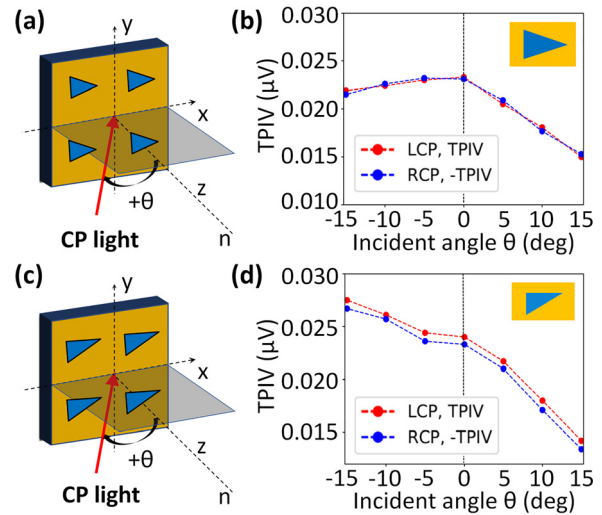 (a)
y
x
z
+θ
n
CP light
(b)
TPIV (μV)
0.030
0.025
0.020
0.015
0.010
LCP, TPIV
RCP, -TPIV
-15 -10 -5 0 5 10 15
Incident angle θ (deg)
(c)
y
x
z
+θ
n
CP light
(d)
TPIV (μV)
0.030
0.025
0.020
0.015
LCP, TPIV
RCP, -TPIV
-15 -10 -5 0 5 10 15
Incident angle θ (deg)